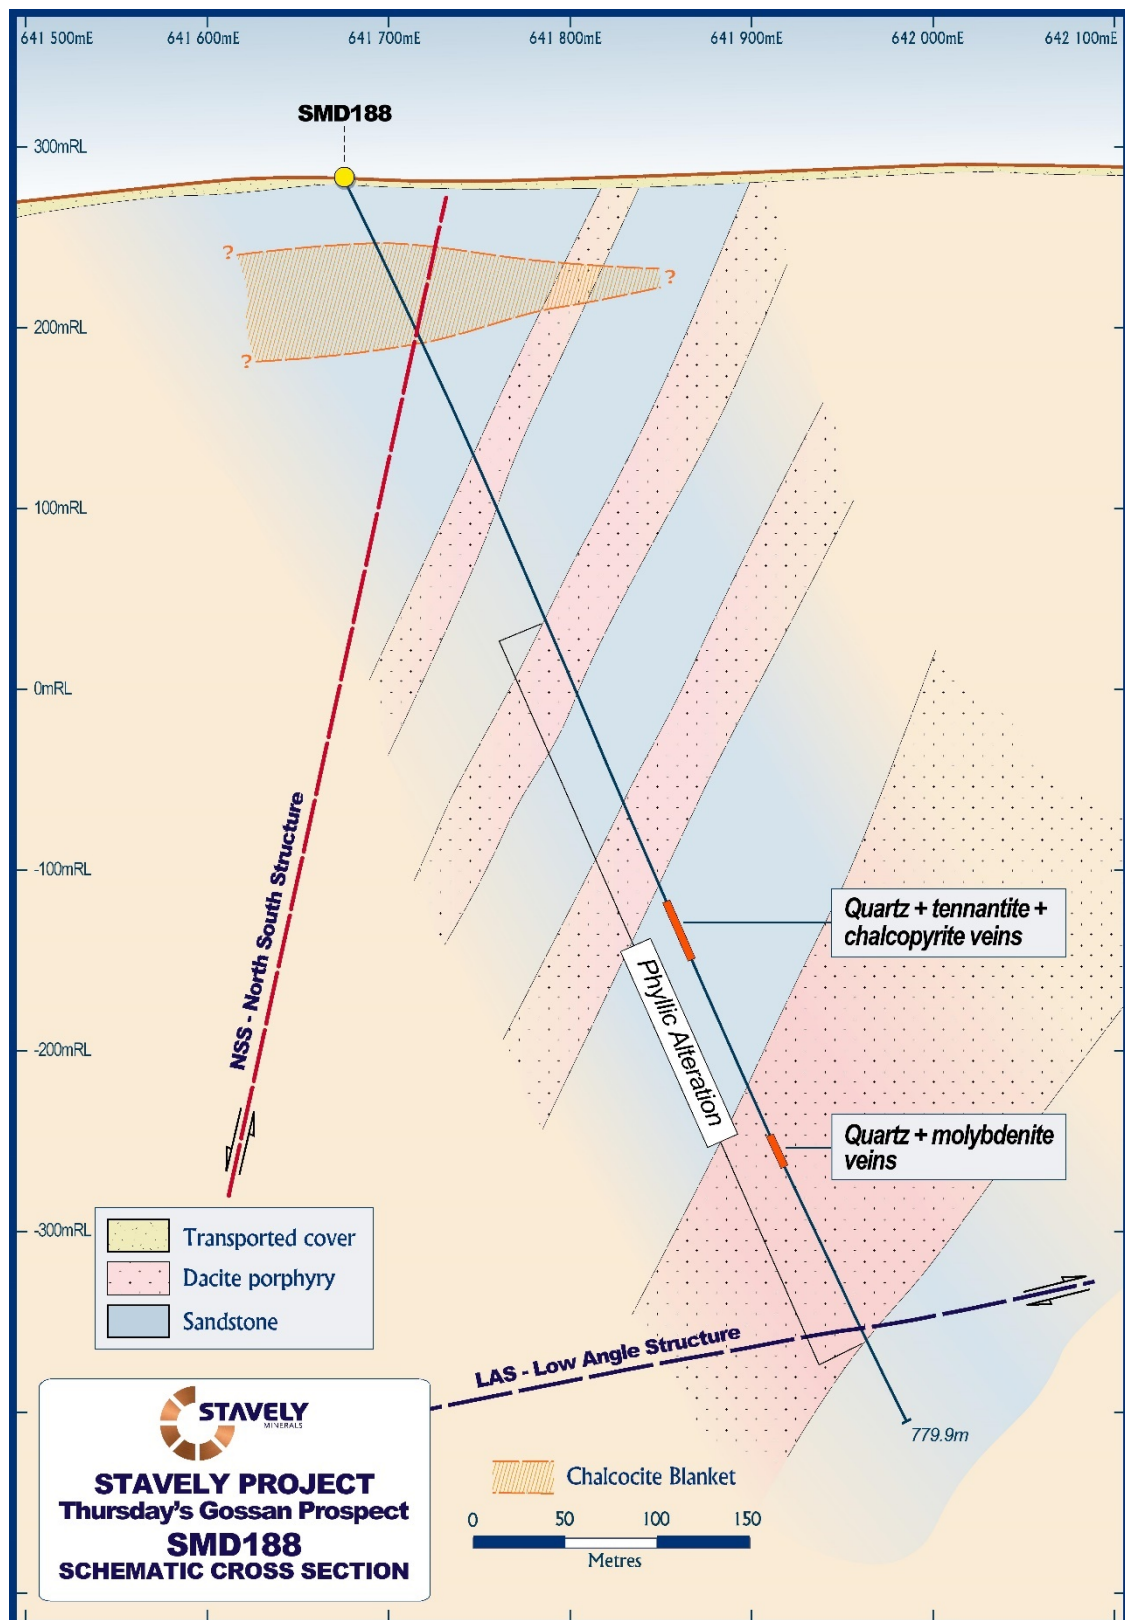 641 500mE 641 600mE 641 700mE 641 800mE 641 900mE 642 000mE 642 100mE
SMD188
300mRL
?
?
200mRL
?
100mRL
0mRL
-100mRL
Quartz + tennantite +
chalcopyrite veins
NSS - North South Structure
Phyllic Alteration
-200mRL
Quartz + molybdenite
veins
-300mRL
Transported cover
Dacite porphyry
Sandstone
LAS - Low Angle Structure
779.9m
STAVELY
MINERALS
STAVELY PROJECT
Thursday's Gossan Prospect
SMD188
SCHEMATIC CROSS SECTION
Chalcocite Blanket
0 50 100 150
Metres